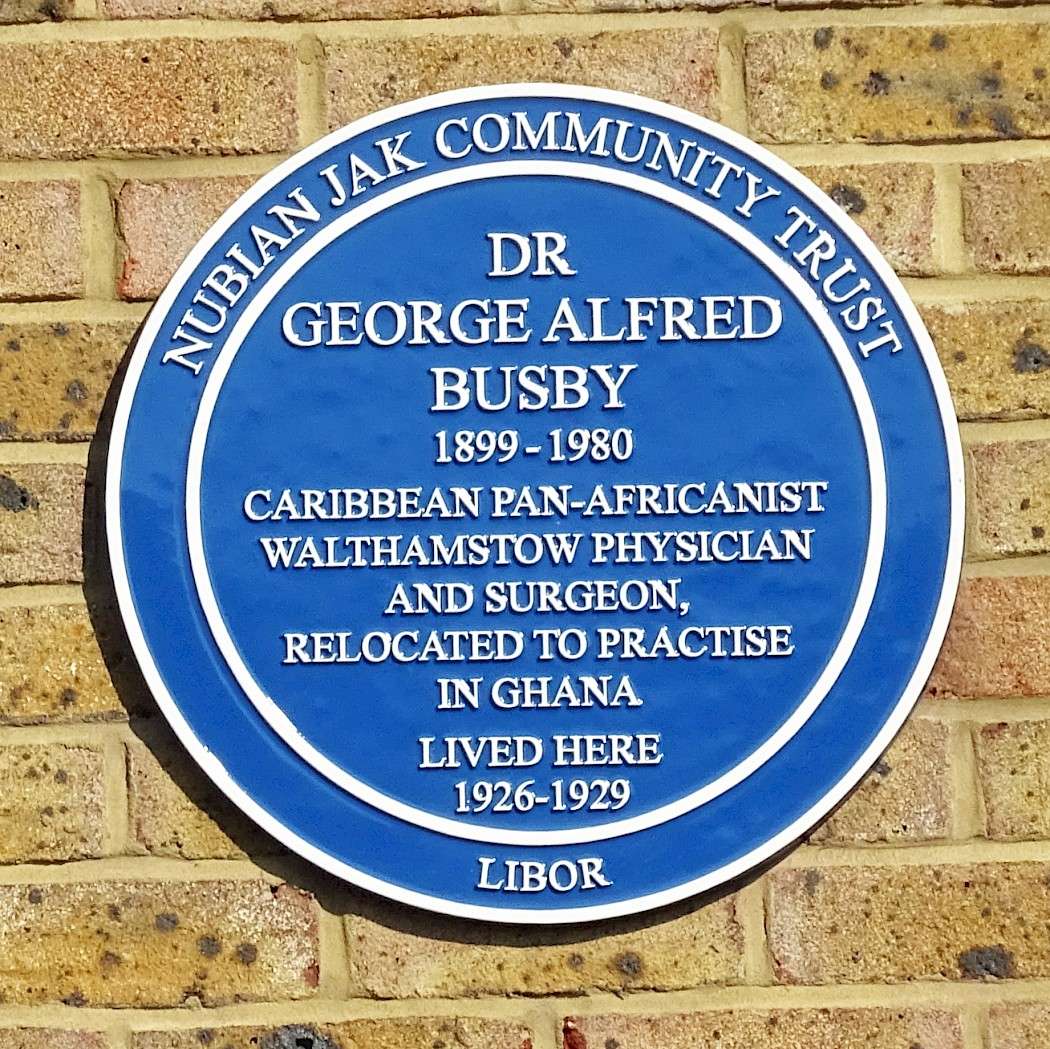 NUBIAN JAK COMMUNITY TRUST
DR
GEORGE ALFRED
BUSBY
1899 - 1980
CARIBBEAN PAN-AFRICANIST
WALTHAMSTOW PHYSICIAN
AND SURGEON,
RELOCATED TO PRACTISE
IN GHANA
LIVED HERE
1926-1929
LIBOR